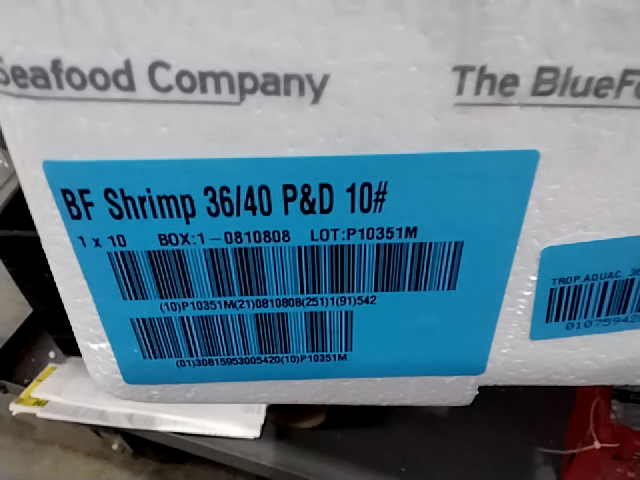 Seafood Company
The BlueF
BF Shrimp 36/40 P&D 10#
1 x 10 BOX:1-0810808 LOT:P10351M
(10)P10351M(21)0810808(251)1(91)542
(01)30815953005420(10)P10351M
TROP.AQUAC